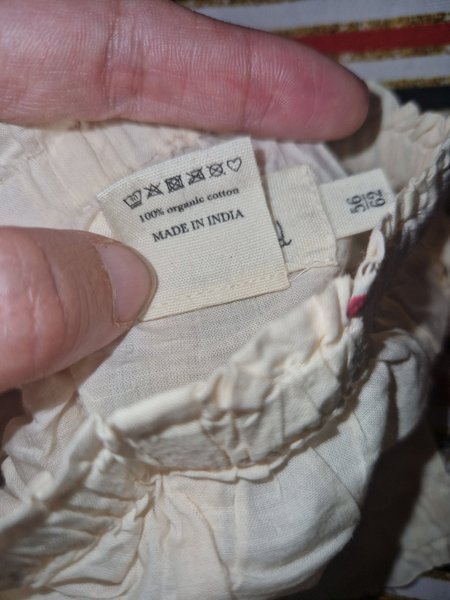 100% organic cotton
MADE IN INDIA
56
62